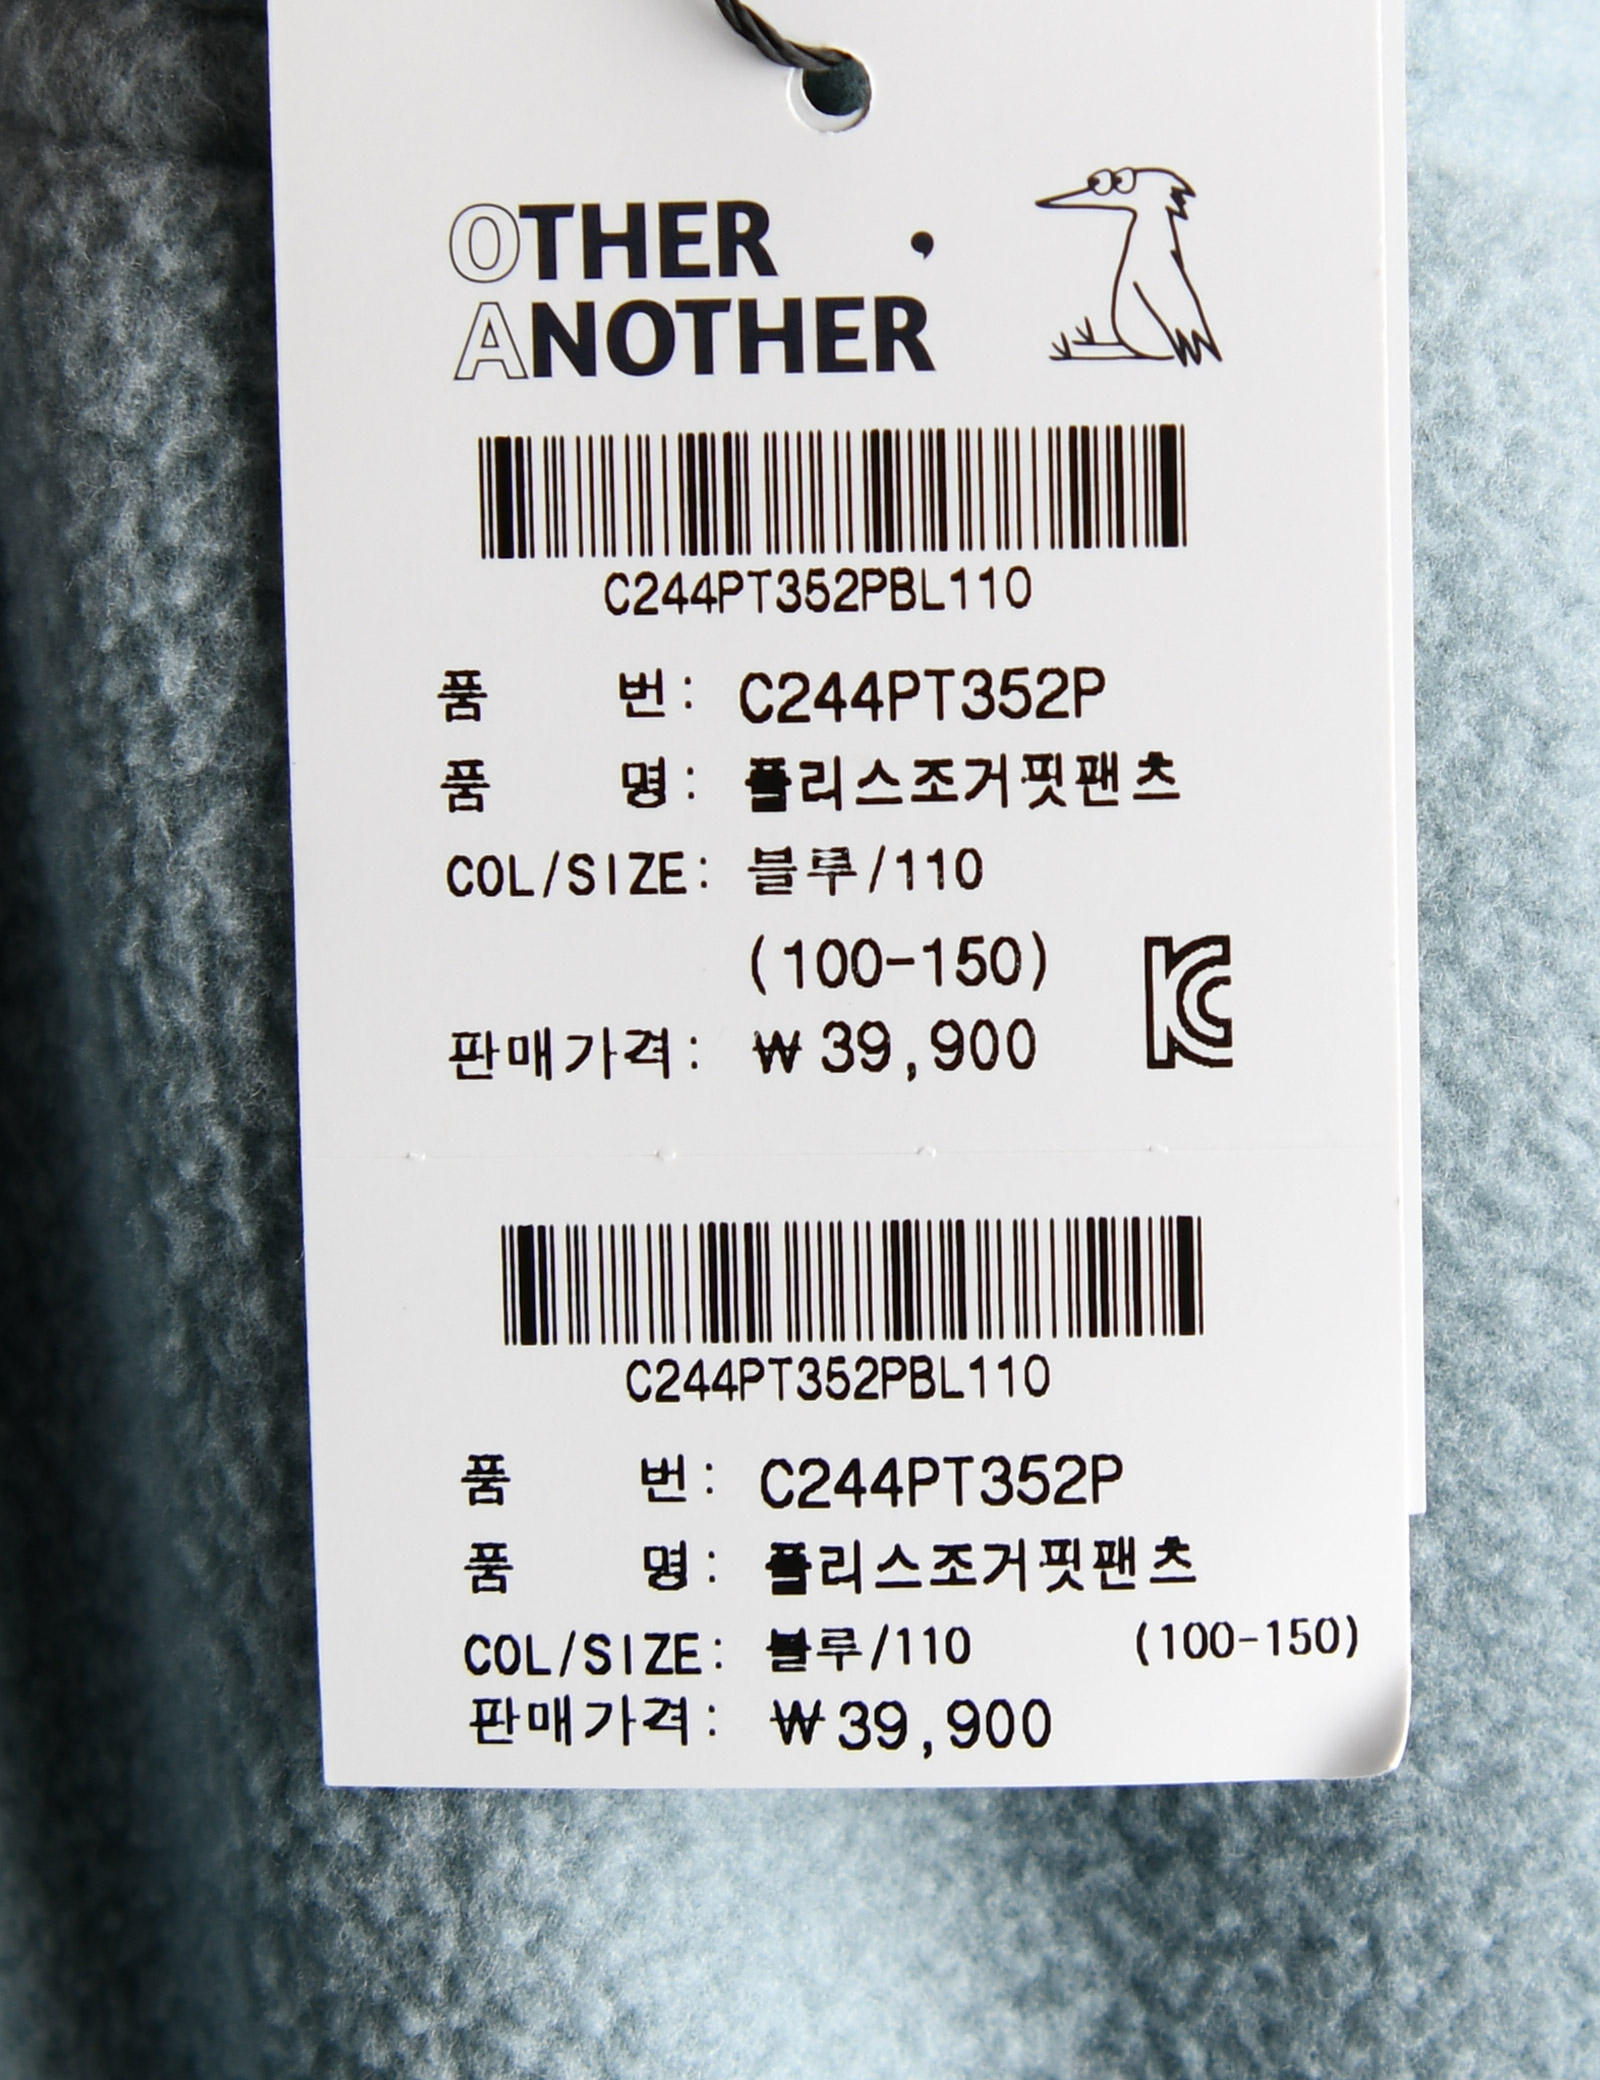 OTHER ,
ANOTHER
C244PT352PBL110
품 번: C244PT352P
품 명: 플리스조거핏팬츠
COL/SIZE: 블루/110
(100-150)
판매가격: ₩39,900
KC
C244PT352PBL110
품 번: C244PT352P
품 명: 플리스조거핏팬츠
COL/SIZE: 블루/110 (100-150)
판매가격: ₩39,900